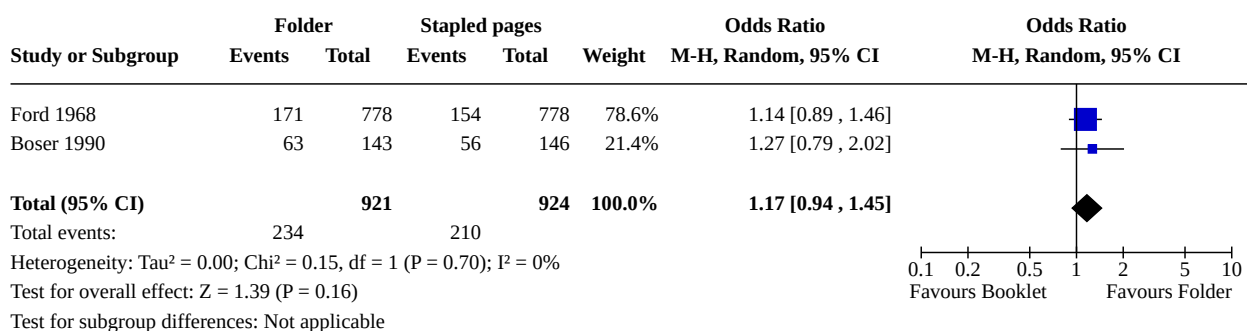 Folder Stapled pages Odds Ratio Odds Ratio
Study or Subgroup Events Total Events Total Weight M-H, Random, 95% CI M-H, Random, 95% CI
Ford 1968 171 778 154 778 78.6% 1.14 [0.89 , 1.46]
Boser 1990 63 143 56 146 21.4% 1.27 [0.79 , 2.02]
Total (95% CI) 921 924 100.0% 1.17 [0.94 , 1.45]
Total events: 234 210
Heterogeneity: Tau² = 0.00; Chi² = 0.15, df = 1 (P = 0.70); I² = 0%
0.1 0.2 0.5 1 2 5 10
Test for overall effect: Z = 1.39 (P = 0.16) Favours Booklet Favours Folder
Test for subgroup differences: Not applicable